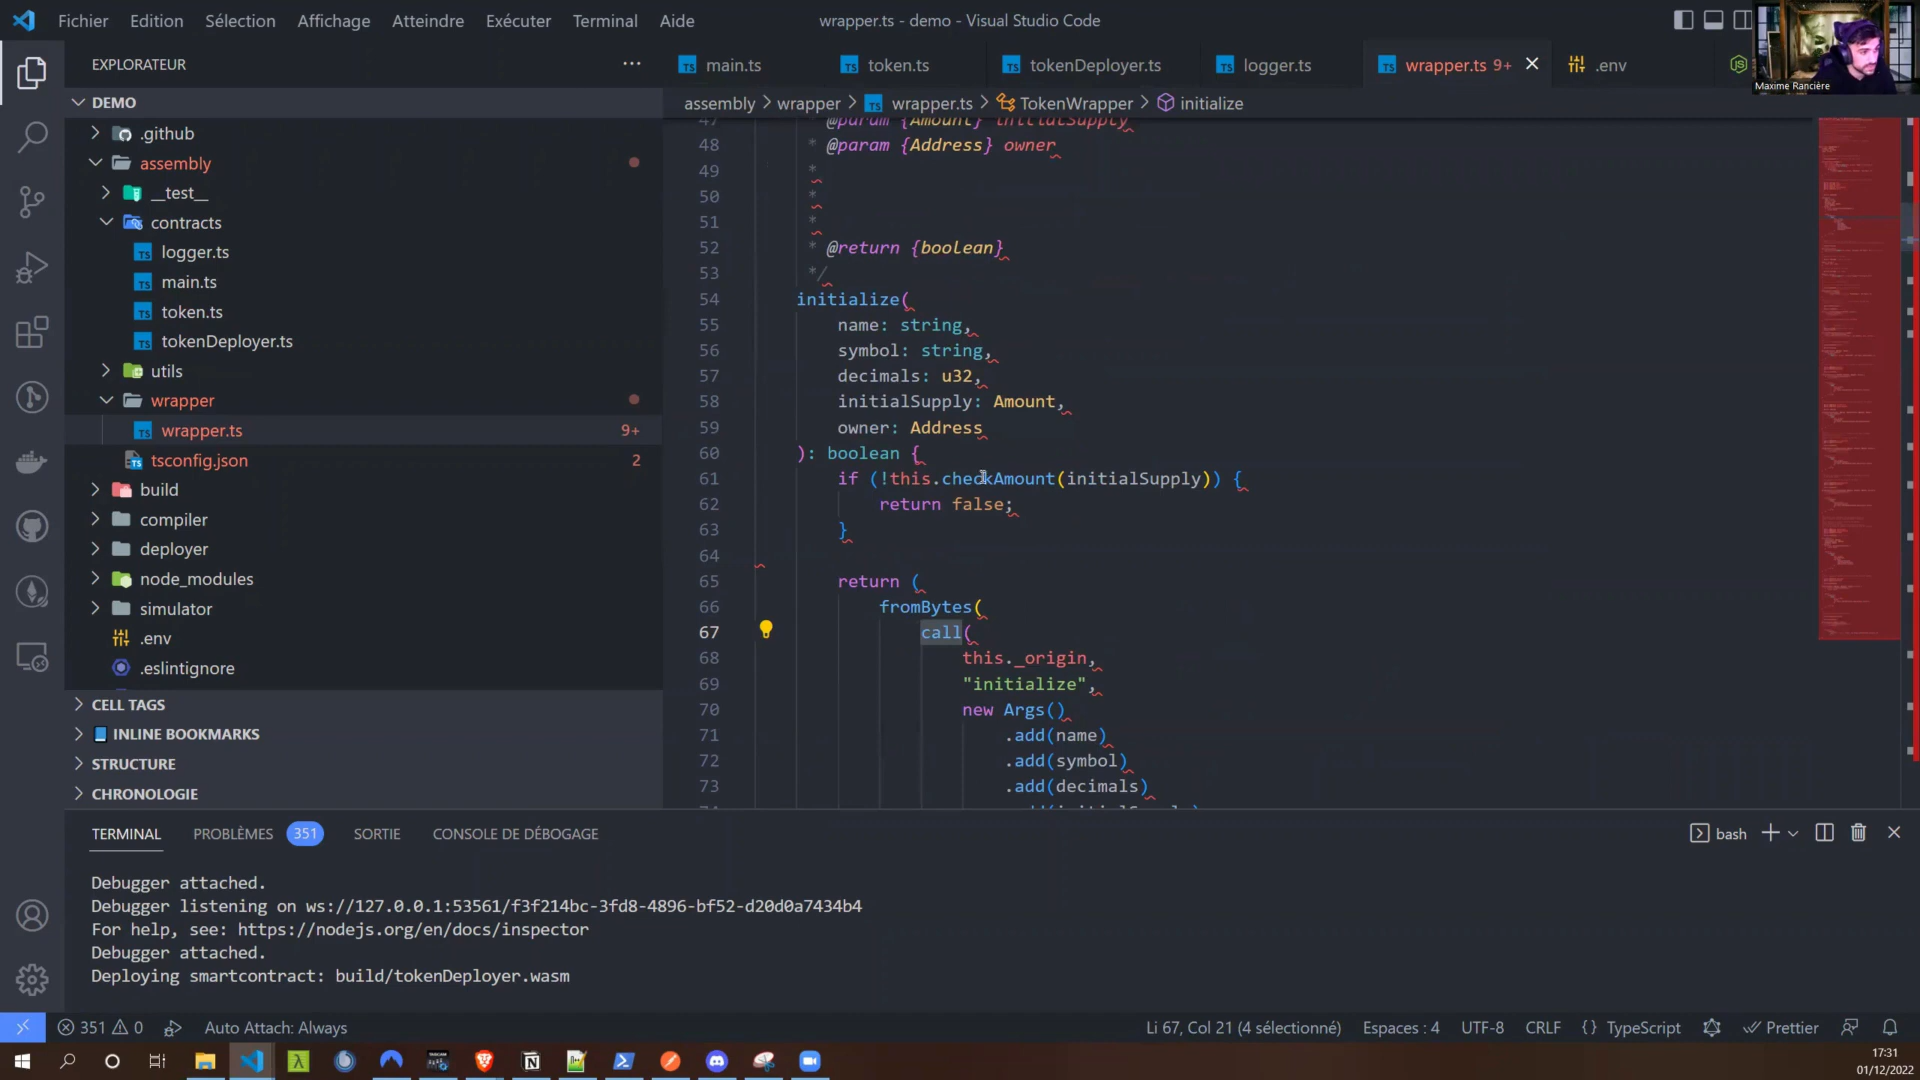 Fichier Edition Sélection Affichage Atteindre Exécuter Terminal Aide
wrapper.ts - demo - Visual Studio Code
Maxime Rancière
EXPLORATEUR
DEMO
.github
assembly
__test__
contracts
logger.ts
main.ts
token.ts
tokenDeployer.ts
utils
wrapper
wrapper.ts 9+
tsconfig.json 2
build
compiler
deployer
node_modules
simulator
.env
.eslintignore
CELL TAGS
INLINE BOOKMARKS
STRUCTURE
CHRONOLOGIE
main.ts token.ts tokenDeployer.ts logger.ts wrapper.ts 9+ .env
assembly > wrapper > wrapper.ts > TokenWrapper > initialize
47 @param {Amount} initialSupply
48 * @param {Address} owner
49 *
50 *
51 *
52 * @return {boolean}
53 */
54 initialize(
55 name: string,
56 symbol: string,
57 decimals: u32,
58 initialSupply: Amount,
59 owner: Address
60 ): boolean {
61 if (!this.checkAmount(initialSupply)) {
62 return false;
63 }
64
65 return (
66 fromBytes(
67 call(
68 this._origin,
69 "initialize",
70 new Args()
71 .add(name)
72 .add(symbol)
73 .add(decimals)
TERMINAL PROBLÈMES 351 SORTIE CONSOLE DE DÉBOGAGE
bash
Debugger attached.
Debugger listening on ws://127.0.0.1:53561/f3f214bc-3fd8-4896-bf52-d20d0a7434b4
For help, see: https://nodejs.org/en/docs/inspector
Debugger attached.
Deploying smartcontract: build/tokenDeployer.wasm
351 0 Auto Attach: Always
Li 67, Col 21 (4 sélectionné) Espaces : 4 UTF-8 CRLF {} TypeScript Prettier
17:31
01/12/2022